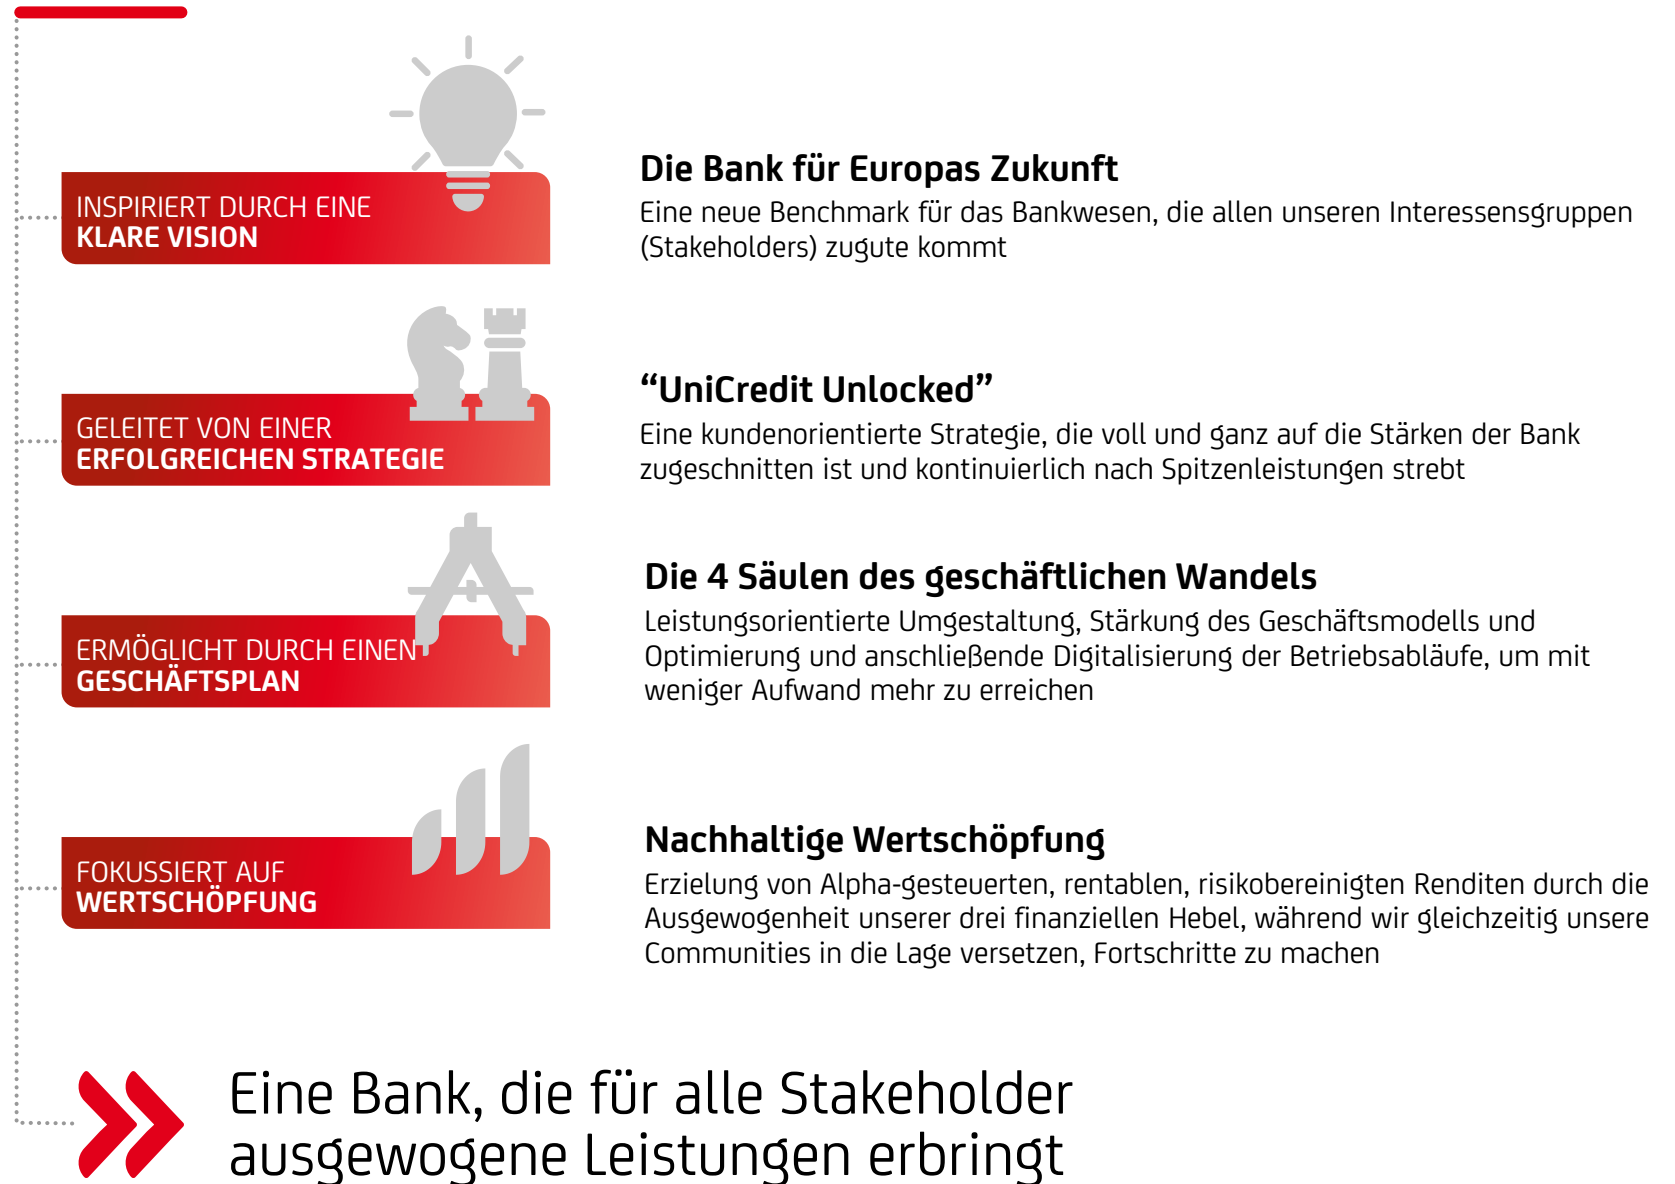 INSPIRIERT DURCH EINE
KLARE VISION
Die Bank für Europas Zukunft
Eine neue Benchmark für das Bankwesen, die allen unseren Interessensgruppen
(Stakeholders) zugute kommt
GELEITET VON EINER
ERFOLGREICHEN STRATEGIE
“UniCredit Unlocked”
Eine kundenorientierte Strategie, die voll und ganz auf die Stärken der Bank
zugeschnitten ist und kontinuierlich nach Spitzenleistungen strebt
ERMÖGLICHT DURCH EINEN
GESCHÄFTSPLAN
Die 4 Säulen des geschäftlichen Wandels
Leistungsorientierte Umgestaltung, Stärkung des Geschäftsmodells und
Optimierung und anschließende Digitalisierung der Betriebsabläufe, um mit
weniger Aufwand mehr zu erreichen
FOKUSSIERT AUF
WERTSCHÖPFUNG
Nachhaltige Wertschöpfung
Erzielung von Alpha-gesteuerten, rentablen, risikobereinigten Renditen durch die
Ausgewogenheit unserer drei finanziellen Hebel, während wir gleichzeitig unsere
Communities in die Lage versetzen, Fortschritte zu machen
Eine Bank, die für alle Stakeholder
ausgewogene Leistungen erbringt